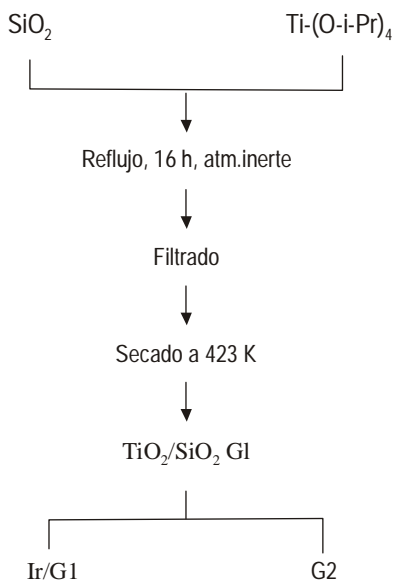 SiO₂
Ti-(O-i-Pr)₄
Reflujo, 16 h, atm.inerte
Filtrado
Secado a 423 K
TiO₂/SiO₂ Gl
Ir/G1
G2